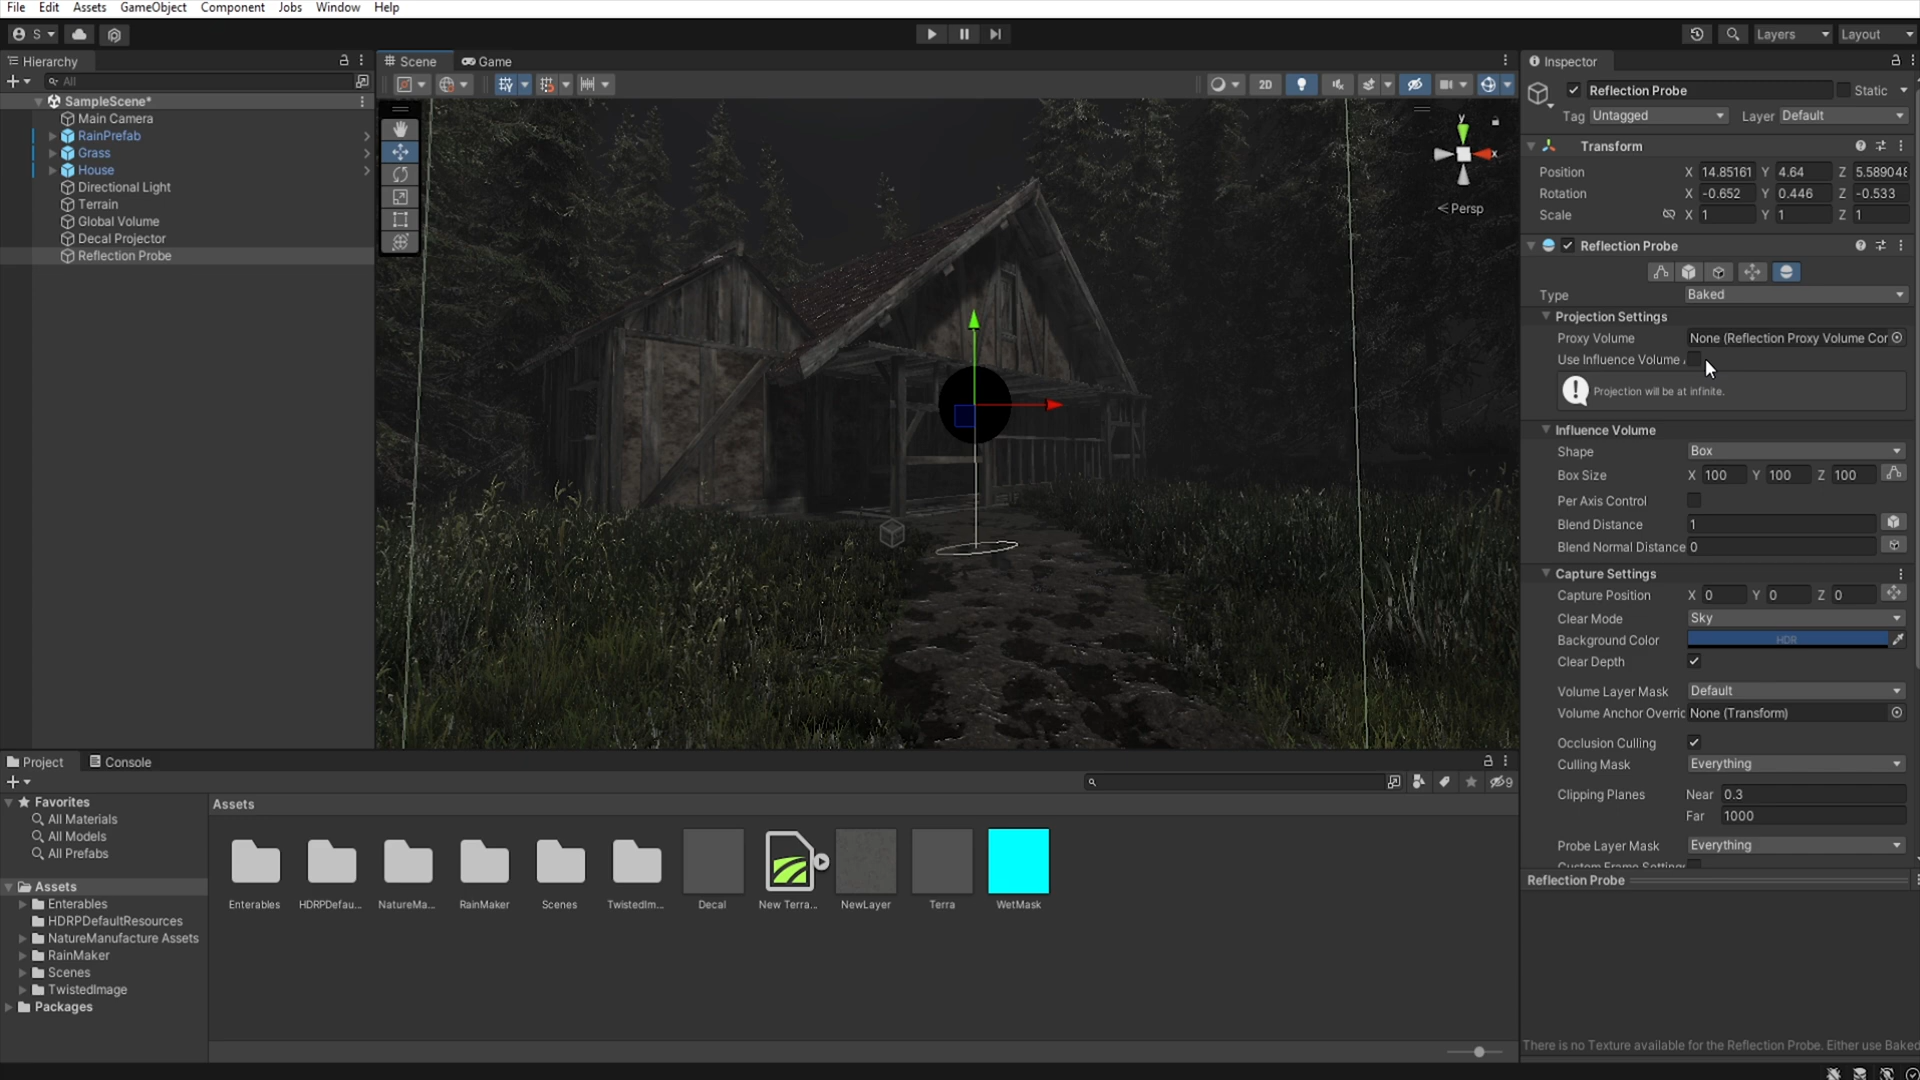 File Edit Assets GameObject Component Jobs Window Help
S Layers Layout
Hierarchy
All
SampleScene*
Main Camera
RainPrefab
Grass
House
Directional Light
Terrain
Global Volume
Decal Projector
Reflection Probe
Scene Game
2D
y
x
Persp
Inspector
Reflection Probe Static
Tag Untagged Layer Default
Transform
Position X 14.85161 Y 4.64 Z 5.589048
Rotation X -0.652 Y 0.446 Z -0.533
Scale X 1 Y 1 Z 1
Reflection Probe
Type Baked
Projection Settings
Proxy Volume None (Reflection Proxy Volume Cor
Use Influence Volume
Projection will be at infinite.
Influence Volume
Shape Box
Box Size X 100 Y 100 Z 100
Per Axis Control
Blend Distance 1
Blend Normal Distance 0
Capture Settings
Capture Position X 0 Y 0 Z 0
Clear Mode Sky
Background Color HDR
Clear Depth
Volume Layer Mask Default
Volume Anchor Overric None (Transform)
Occlusion Culling
Culling Mask Everything
Clipping Planes Near 0.3
Far 1000
Probe Layer Mask Everything
Custom Frame Settings
Reflection Probe
There is no Texture available for the Reflection Probe. Either use Baked
Project Console
9
Favorites
All Materials
All Models
All Prefabs
Assets
Enterables
HDRPDefaultResources
NatureManufacture Assets
RainMaker
Scenes
TwistedImage
Packages
Assets
Enterables HDRPDefau... NatureMa... RainMaker Scenes TwistedIm... Decal New Terra... NewLayer Terra WetMask